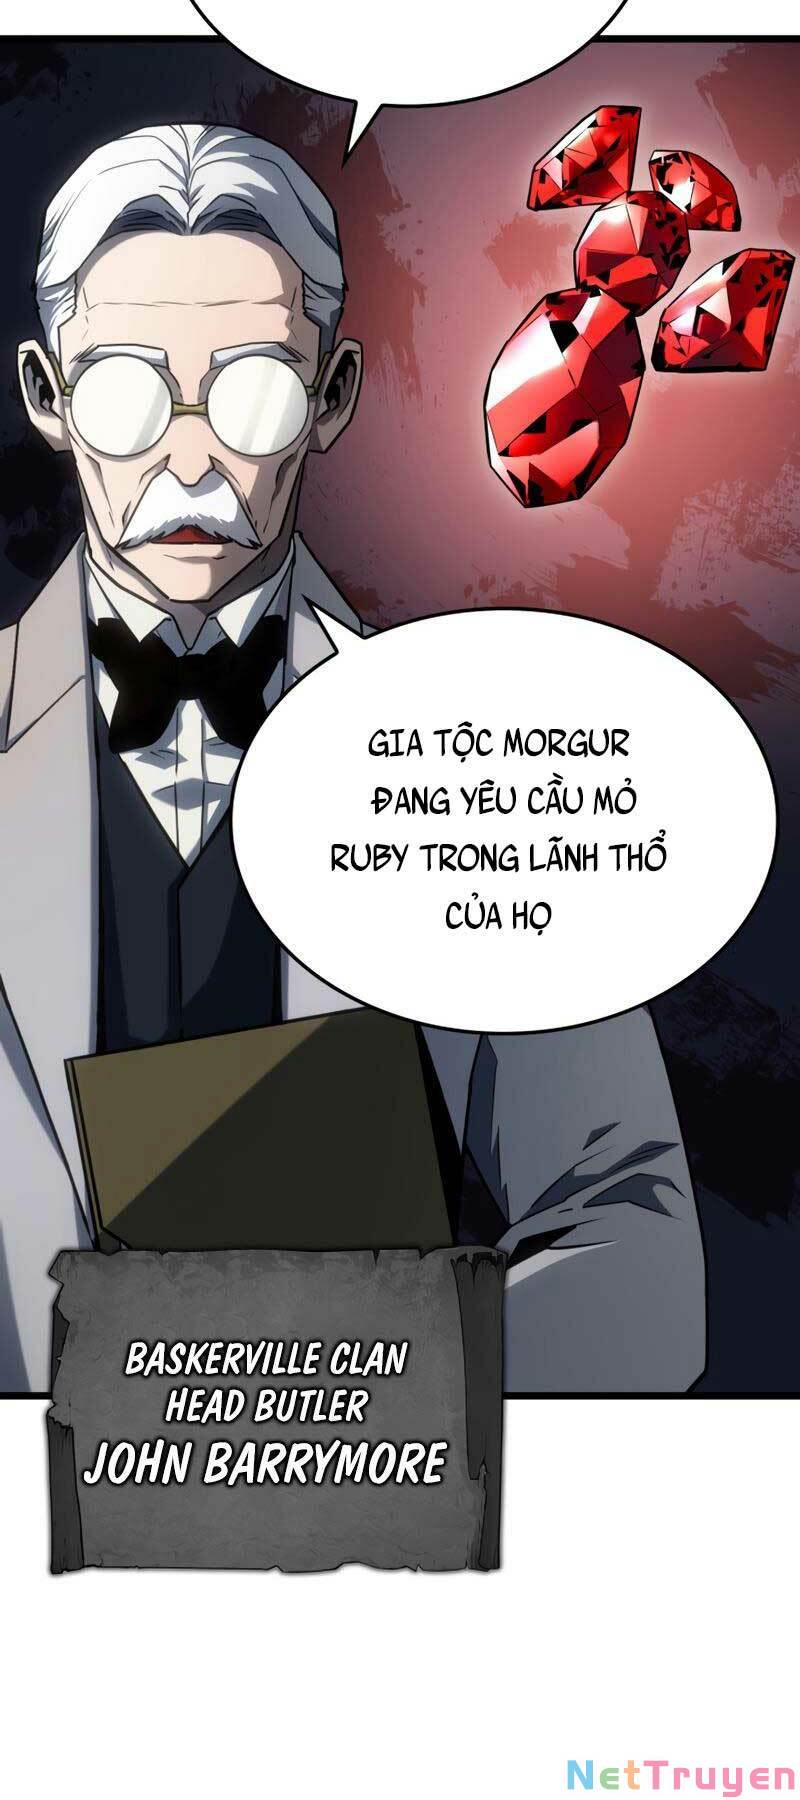 GIA TỘC MORGUR
ĐANG YÊU CẦU MỎ
RUBY TRONG LÃNH THỔ
CỦA HỌ
BASKERVILLE CLAN
HEAD BUTLER
JOHN BARRYMORE
NetTruyen